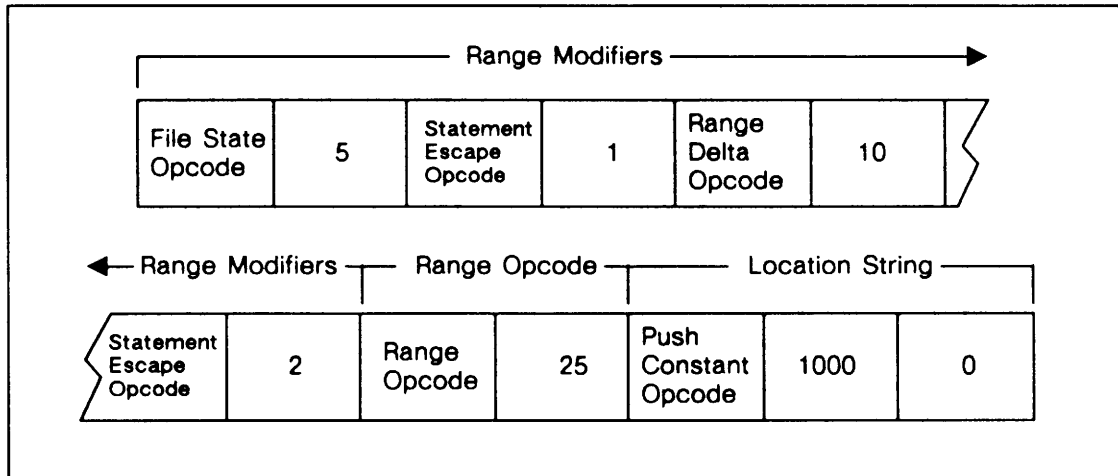 Range Modifiers
File State
Opcode
5
Statement
Escape
Opcode
1
Range
Delta
Opcode
10
Range Modifiers
Range Opcode
Location String
Statement
Escape
Opcode
2
Range
Opcode
25
Push
Constant
Opcode
1000
0